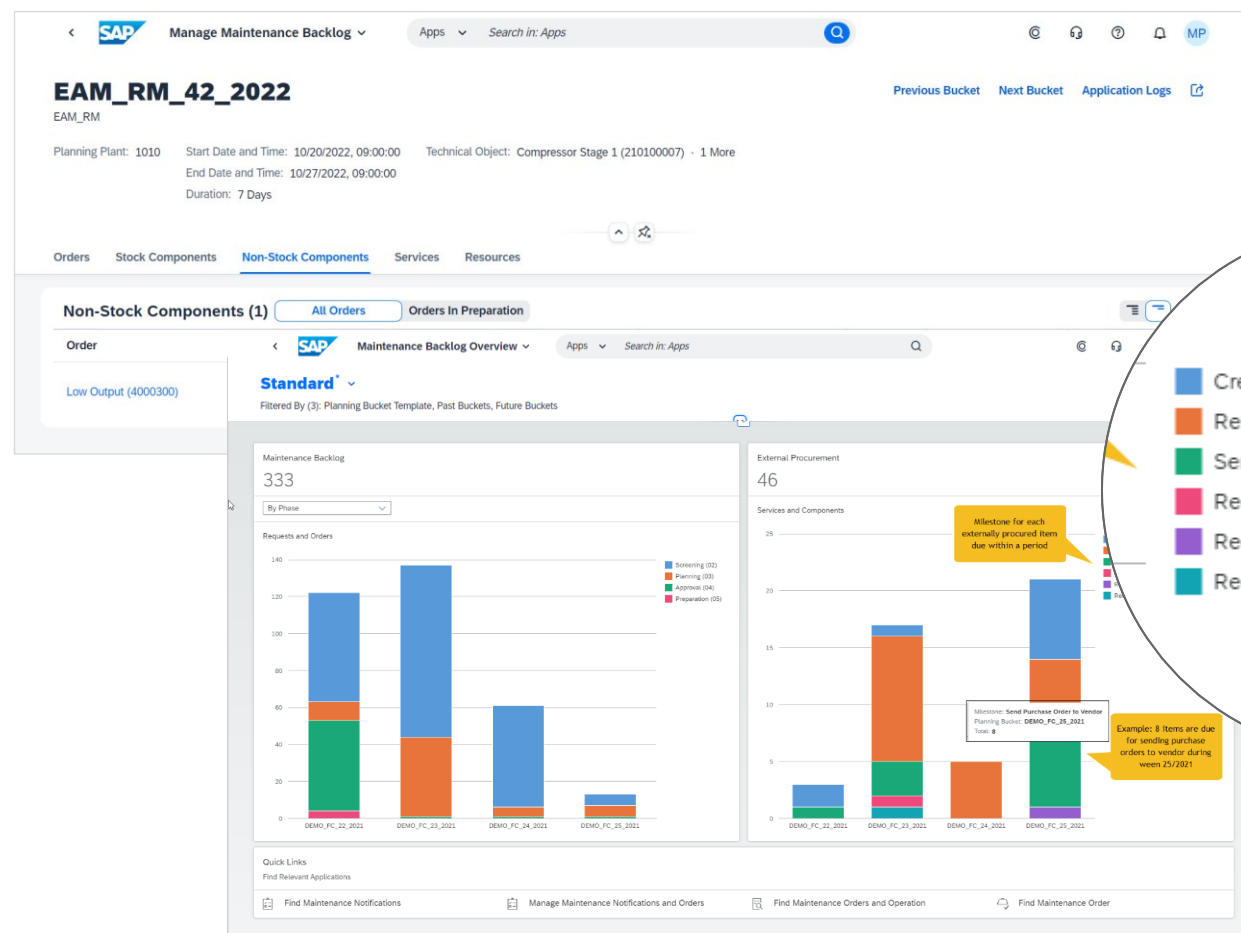 SAP Manage Maintenance Backlog Apps Search in: Apps MP
EAM_RM_42_2022
Previous Bucket Next Bucket Application Logs
EAM_RM
Planning Plant: 1010 Start Date and Time: 10/20/2022, 09:00:00 Technical Object: Compressor Stage 1 (210100007) · 1 More
End Date and Time: 10/27/2022, 09:00:00
Duration: 7 Days
Orders Stock Components Non-Stock Components Services Resources
Non-Stock Components (1) All Orders Orders In Preparation
Order
Low Output (4000300)
SAP Maintenance Backlog Overview Apps Search in: Apps
Standard*
Filtered By (3): Planning Bucket Template, Past Buckets, Future Buckets
Maintenance Backlog
333
By Phase
Requests and Orders
140
120
100
80
60
40
20
0
DEMO_FC_22_2021 DEMO_FC_23_2021 DEMO_FC_24_2021 DEMO_FC_25_2021
Screening (02)
Planning (03)
Approval (04)
Preparation (05)
External Procurement
46
Services and Components
25
20
15
10
5
0
DEMO_FC_22_2021 DEMO_FC_23_2021 DEMO_FC_24_2021 DEMO_FC_25_2021
Milestone for each
externally procured item
due within a period
Milestone: Send Purchase Order to Vendor
Planning Bucket: DEMO_FC_25_2021
Total: 8
Example: 8 items are due
for sending purchase
orders to vendor during
ween 25/2021
Cre
Re
Se
Re
Re
Re
Quick Links
Find Relevant Applications
Find Maintenance Notifications Manage Maintenance Notifications and Orders Find Maintenance Orders and Operation Find Maintenance Order